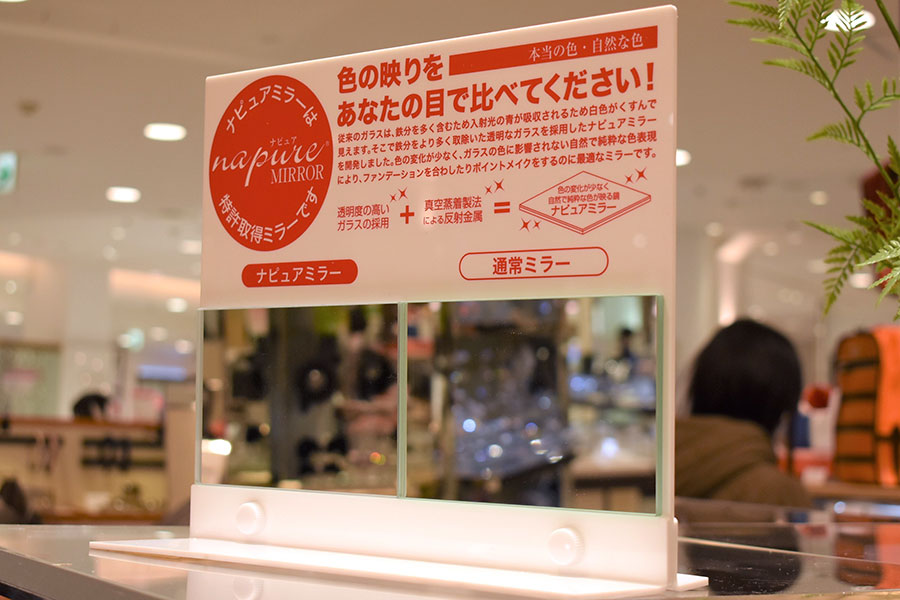 本当の色・自然な色
色の映りを
あなたの目で比べてください！
従来のガラスは、鉄分を多く含むため入射光の青が吸収されるため白色がくすんで
見えます。そこで鉄分をより多く取除いた透明なガラスを採用したナピュアミラー
を開発しました。色の変化が少なく、ガラスの色に影響されない自然で純粋な色表現
により、ファンデーションを合わしたりポイントメイクをするのに最適なミラーです。
ナピュアミラーは
ナピュア
napure®
MIRROR
特許取得ミラーです
透明度の高い
ガラスの採用
+
真空蒸着製法
による反射金属
=
色の変化が少なく
自然で純粋な色が映る鏡
ナピュアミラー
ナピュアミラー
通常ミラー